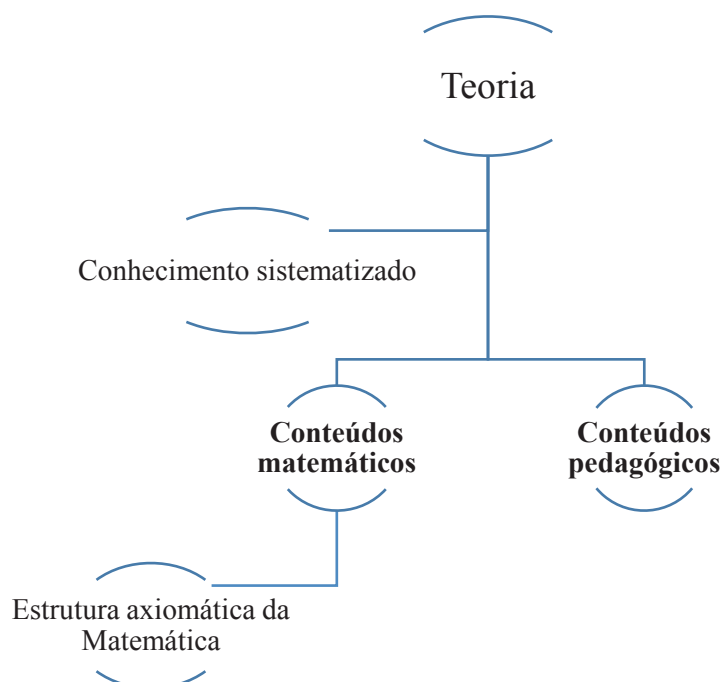 Teoria
Conhecimento sistematizado
Conteúdos
matemáticos
Conteúdos
pedagógicos
Estrutura axiomática da
Matemática